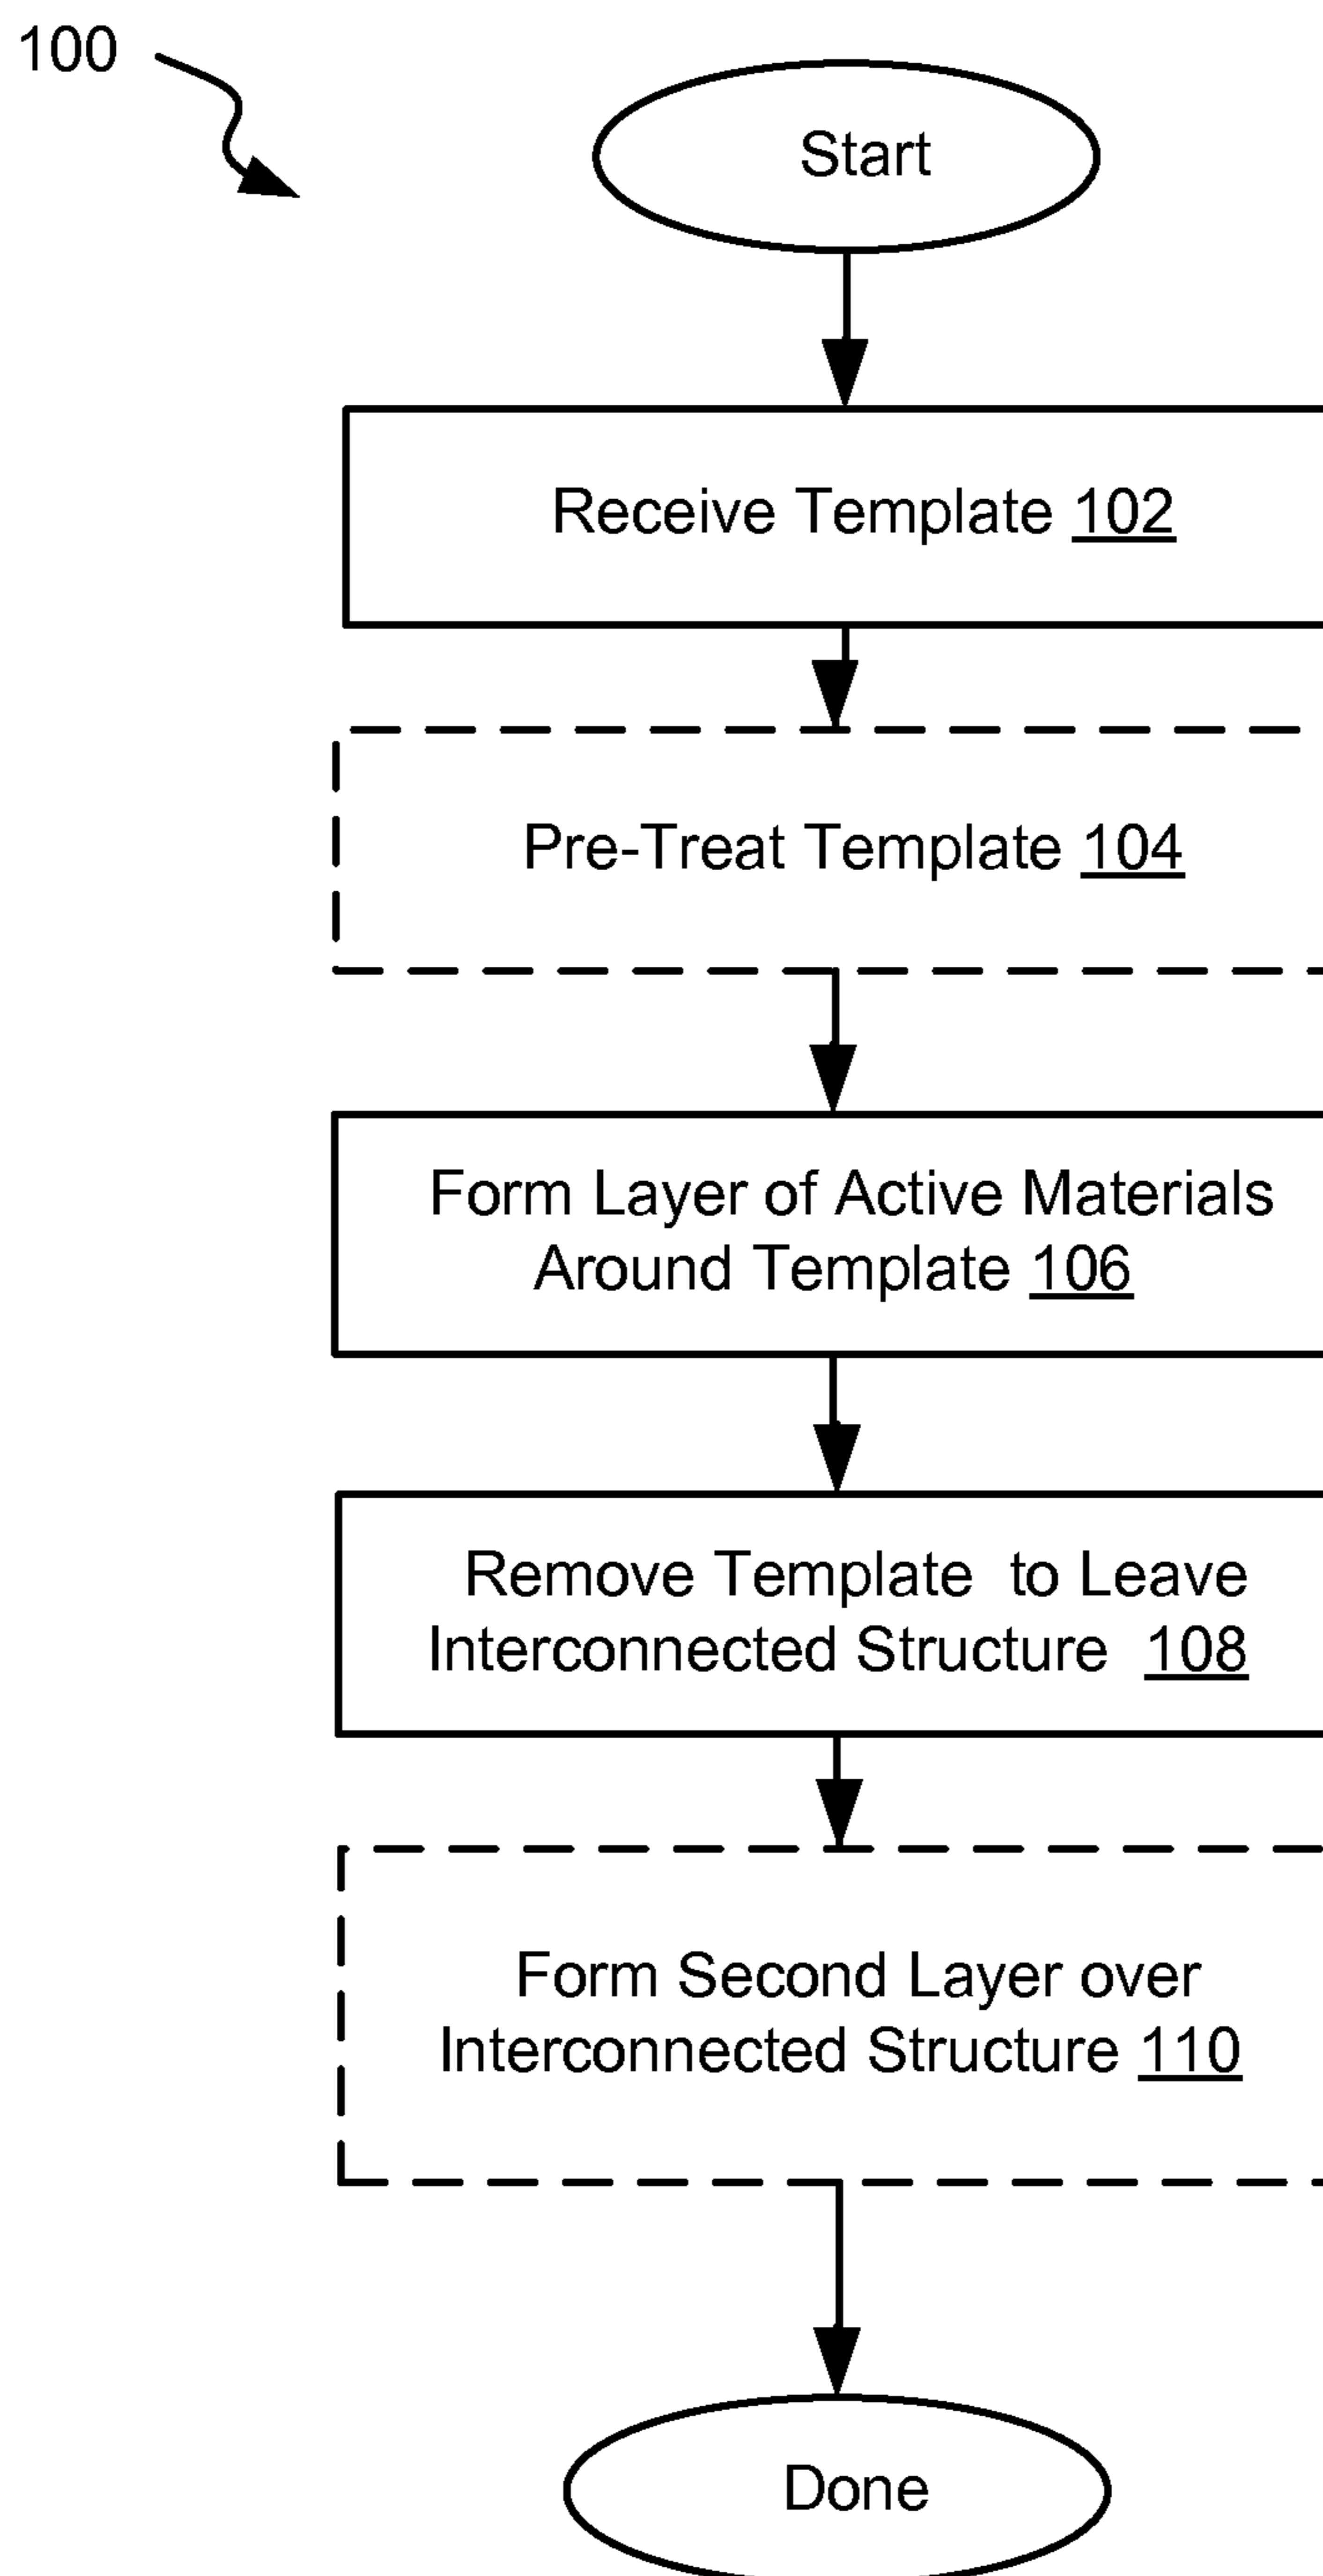 100
Start
Receive Template 102
Pre-Treat Template 104
Form Layer of Active Materials
Around Template 106
Remove Template to Leave
Interconnected Structure 108
Form Second Layer over
Interconnected Structure 110
Done